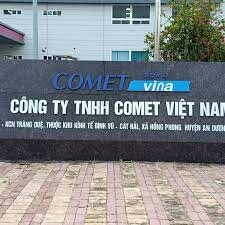 COMET
vina
CÔNG TY TNHH COMET VIỆT NAM
- KCN TRÀNG DUỆ, THUỘC KHU KINH TẾ ĐÌNH VŨ - CÁT HẢI, XÃ HỒNG PHONG HUYỆN AN DƯƠNG